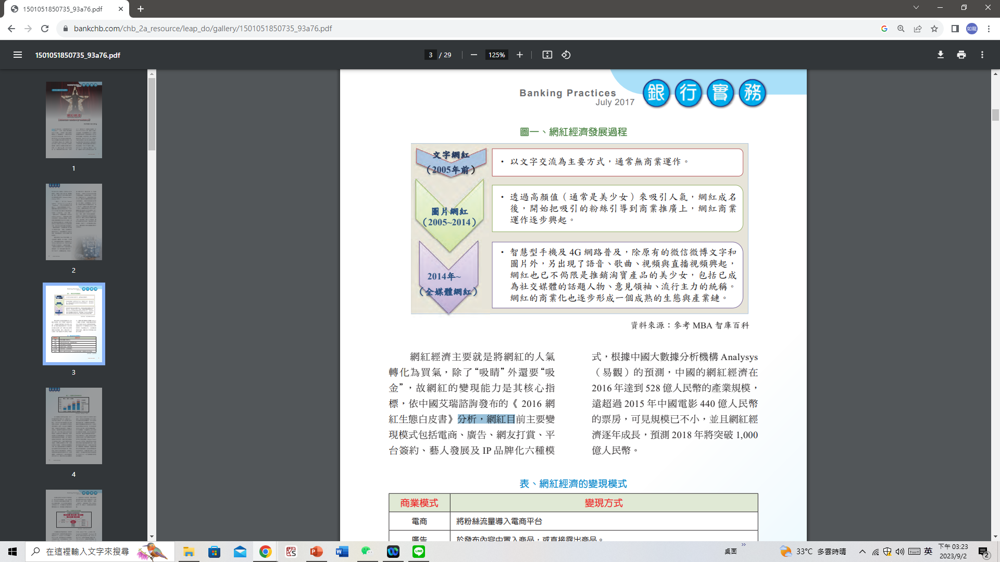 1501051850735_93a76.pdf
bankchb.com/chb_2a_resource/leap_do/gallery/1501051850735_93a76.pdf
如龍
1501051850735_93a76.pdf
3 / 29
125%
1
2
3
4
Banking Practices
July 2017
銀行實務
圖一、網紅經濟發展過程
文字網紅
（2005年前）
• 以文字交流為主要方式，通常無商業運作。
圖片網紅
（2005~2014）
• 透過高顏值（通常是美少女）來吸引人氣，網紅成名
後，開始把吸引的粉絲引導到商業推廣上，網紅商業
運作逐步興起。
2014年~
（全媒體網紅）
• 智慧型手機及 4G 網路普及，除原有的微信微博文字和
圖片外，另出現了語音、歌曲、視頻與直播視頻興起，
網紅也已不侷限是推銷淘寶產品的美少女，包括已成
為社交媒體的話題人物、意見領袖、流行主力的統稱。
網紅的商業化也逐步形成一個成熟的生態與產業鏈。
資料來源：參考 MBA 智庫百科
網紅經濟主要就是將網紅的人氣
轉化為買氣，除了“吸睛”外還要“吸
金”，故網紅的變現能力是其核心指
標，依中國艾瑞諮詢發布的《 2016 網
紅生態白皮書》分析，網紅目前主要變
現模式包括電商、廣告、網友打賞、平
台簽約、藝人發展及 IP 品牌化六種模
式，根據中國大數據分析機構 Analysys
（易觀）的預測，中國的網紅經濟在
2016 年達到 528 億人民幣的產業規模，
遠超過 2015 年中國電影 440 億人民幣
的票房，可見規模已不小，並且網紅經
濟逐年成長，預測 2018 年將突破 1,000
億人民幣。
表、網紅經濟的變現模式
商業模式 變現方式
電商 將粉絲流量導入電商平台
廣告 於發布內容中置入商品，或直接露出商品。
在這裡輸入文字來搜尋
桌面
33°C 多雲時晴
英
下午 03:23
2023/9/2
2